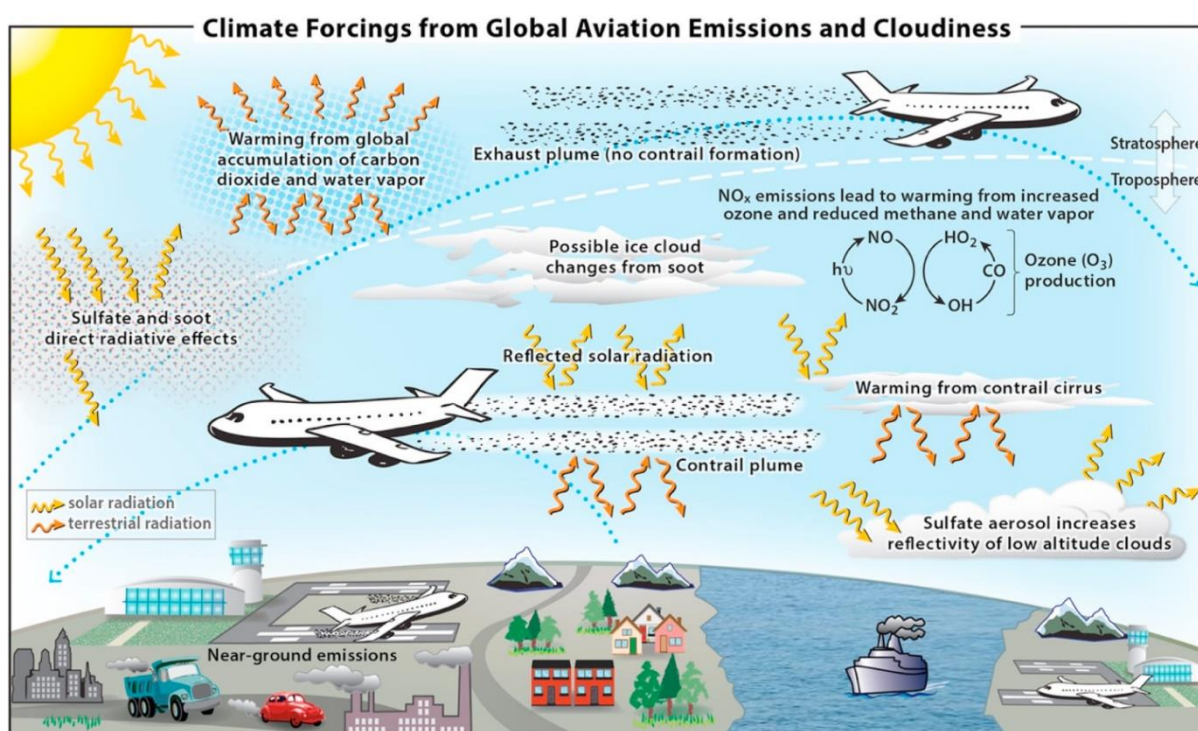 Climate Forcings from Global Aviation Emissions and Cloudiness
Warming from global
accumulation of carbon
dioxide and water vapor
Exhaust plume (no contrail formation)
Stratosphere
Troposphere
NOₓ emissions lead to warming from increased
ozone and reduced methane and water vapor
NO
HO₂
hυ
CO
NO₂
OH
Ozone (O₃)
production
Possible ice cloud
changes from soot
Sulfate and soot
direct radiative effects
Reflected solar radiation
Warming from contrail cirrus
Contrail plume
solar radiation
terrestrial radiation
Sulfate aerosol increases
reflectivity of low altitude clouds
Near-ground emissions